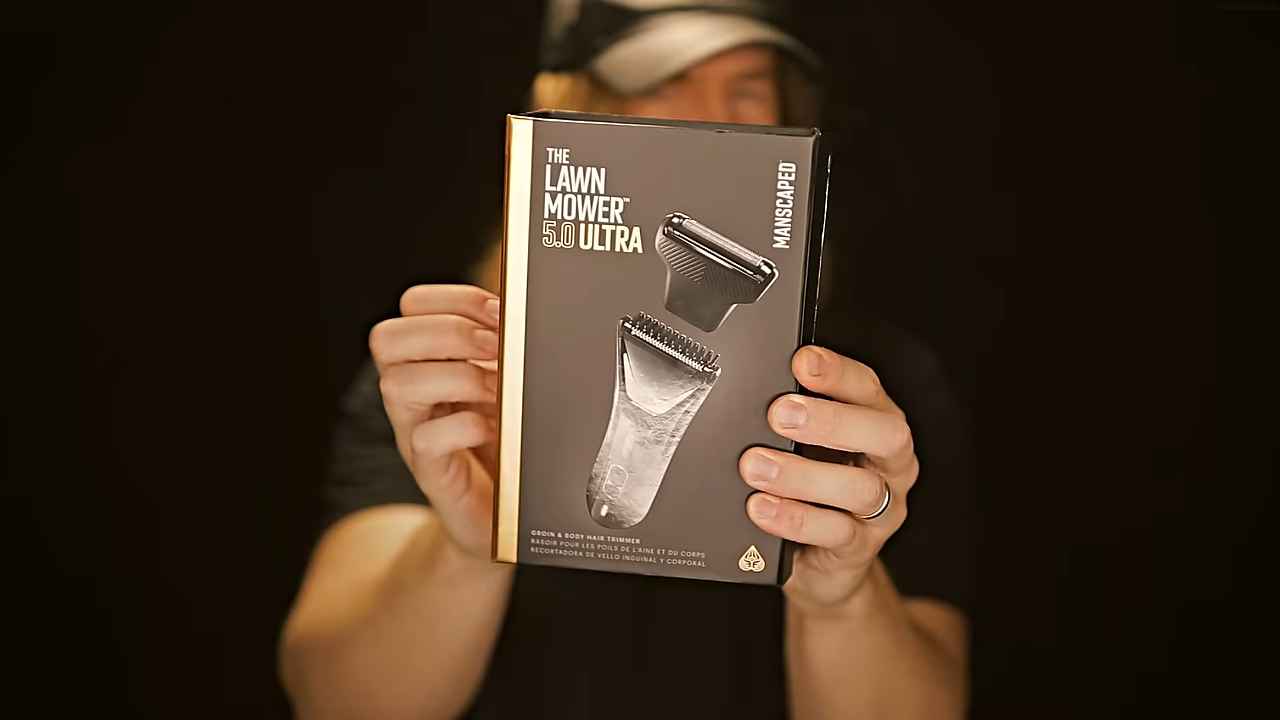 THE
LAWN
MOWER™
5.0 ULTRA
MANSCAPED
GROIN & BODY HAIR TRIMMER
RASOIR POUR LES POILS DE L'AINE ET DU CORPS
RECORTADORA DE VELLO INGUINAL Y CORPORAL